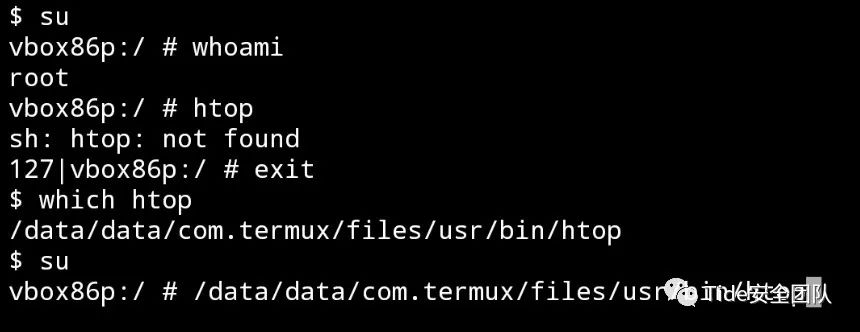 $ su
vbox86p:/ # whoami
root
vbox86p:/ # htop
sh: htop: not found
127|vbox86p:/ # exit
$ which htop
/data/data/com.termux/files/usr/bin/htop
$ su
vbox86p:/ # /data/data/com.termux/files/usr/bin/htop
Tide安全团队